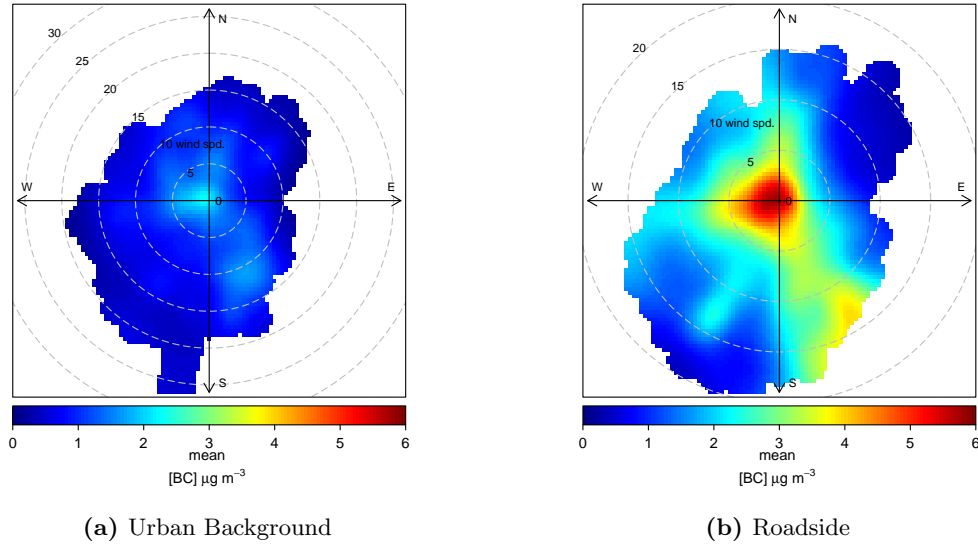 30
25
20
15
10 wind spd.
5
0
N
W
E
S
0 1 2 3 4 5 6
mean
[BC] μg m⁻³
(a) Urban Background
20
15
10 wind spd.
5
0
N
W
E
S
0 1 2 3 4 5 6
mean
[BC] μg m⁻³
(b) Roadside